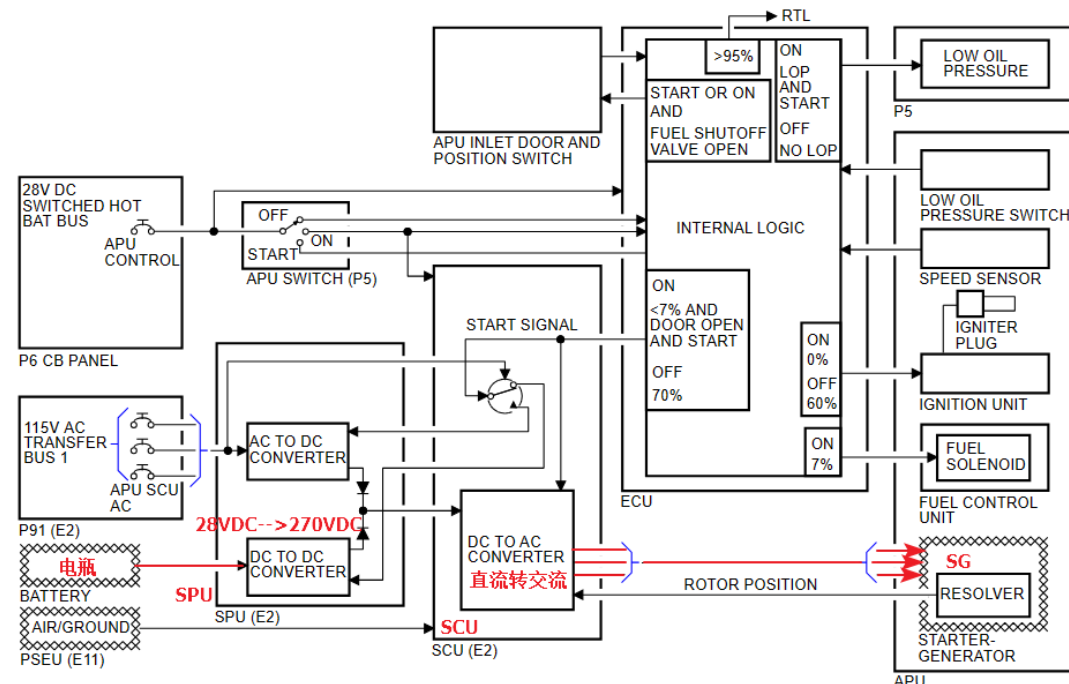 RTL
>95%
ON
LOP
AND
START
OFF
NO LOP
LOW OIL
PRESSURE
P5
START OR ON
AND
FUEL SHUTOFF
VALVE OPEN
APU INLET DOOR AND
POSITION SWITCH
28V DC
SWITCHED HOT
BAT BUS
APU
CONTROL
P6 CB PANEL
OFF
ON
START
APU SWITCH (P5)
INTERNAL LOGIC
LOW OIL
PRESSURE SWITCH
SPEED SENSOR
IGNITER
PLUG
IGNITION UNIT
START SIGNAL
ON
<7% AND
DOOR OPEN
AND START
OFF
70%
ON
0%
OFF
60%
ON
7%
ECU
FUEL
SOLENOID
FUEL CONTROL
UNIT
115V AC
TRANSFER
BUS 1
APU SCU
AC
P91 (E2)
AC TO DC
CONVERTER
28VDC-->270VDC
DC TO DC
CONVERTER
SPU
SPU (E2)
电瓶
BATTERY
AIR/GROUND
PSEU (E11)
DC TO AC
CONVERTER
直流转交流
SCU
SCU (E2)
ROTOR POSITION
SG
RESOLVER
STARTER-
GENERATOR
APU